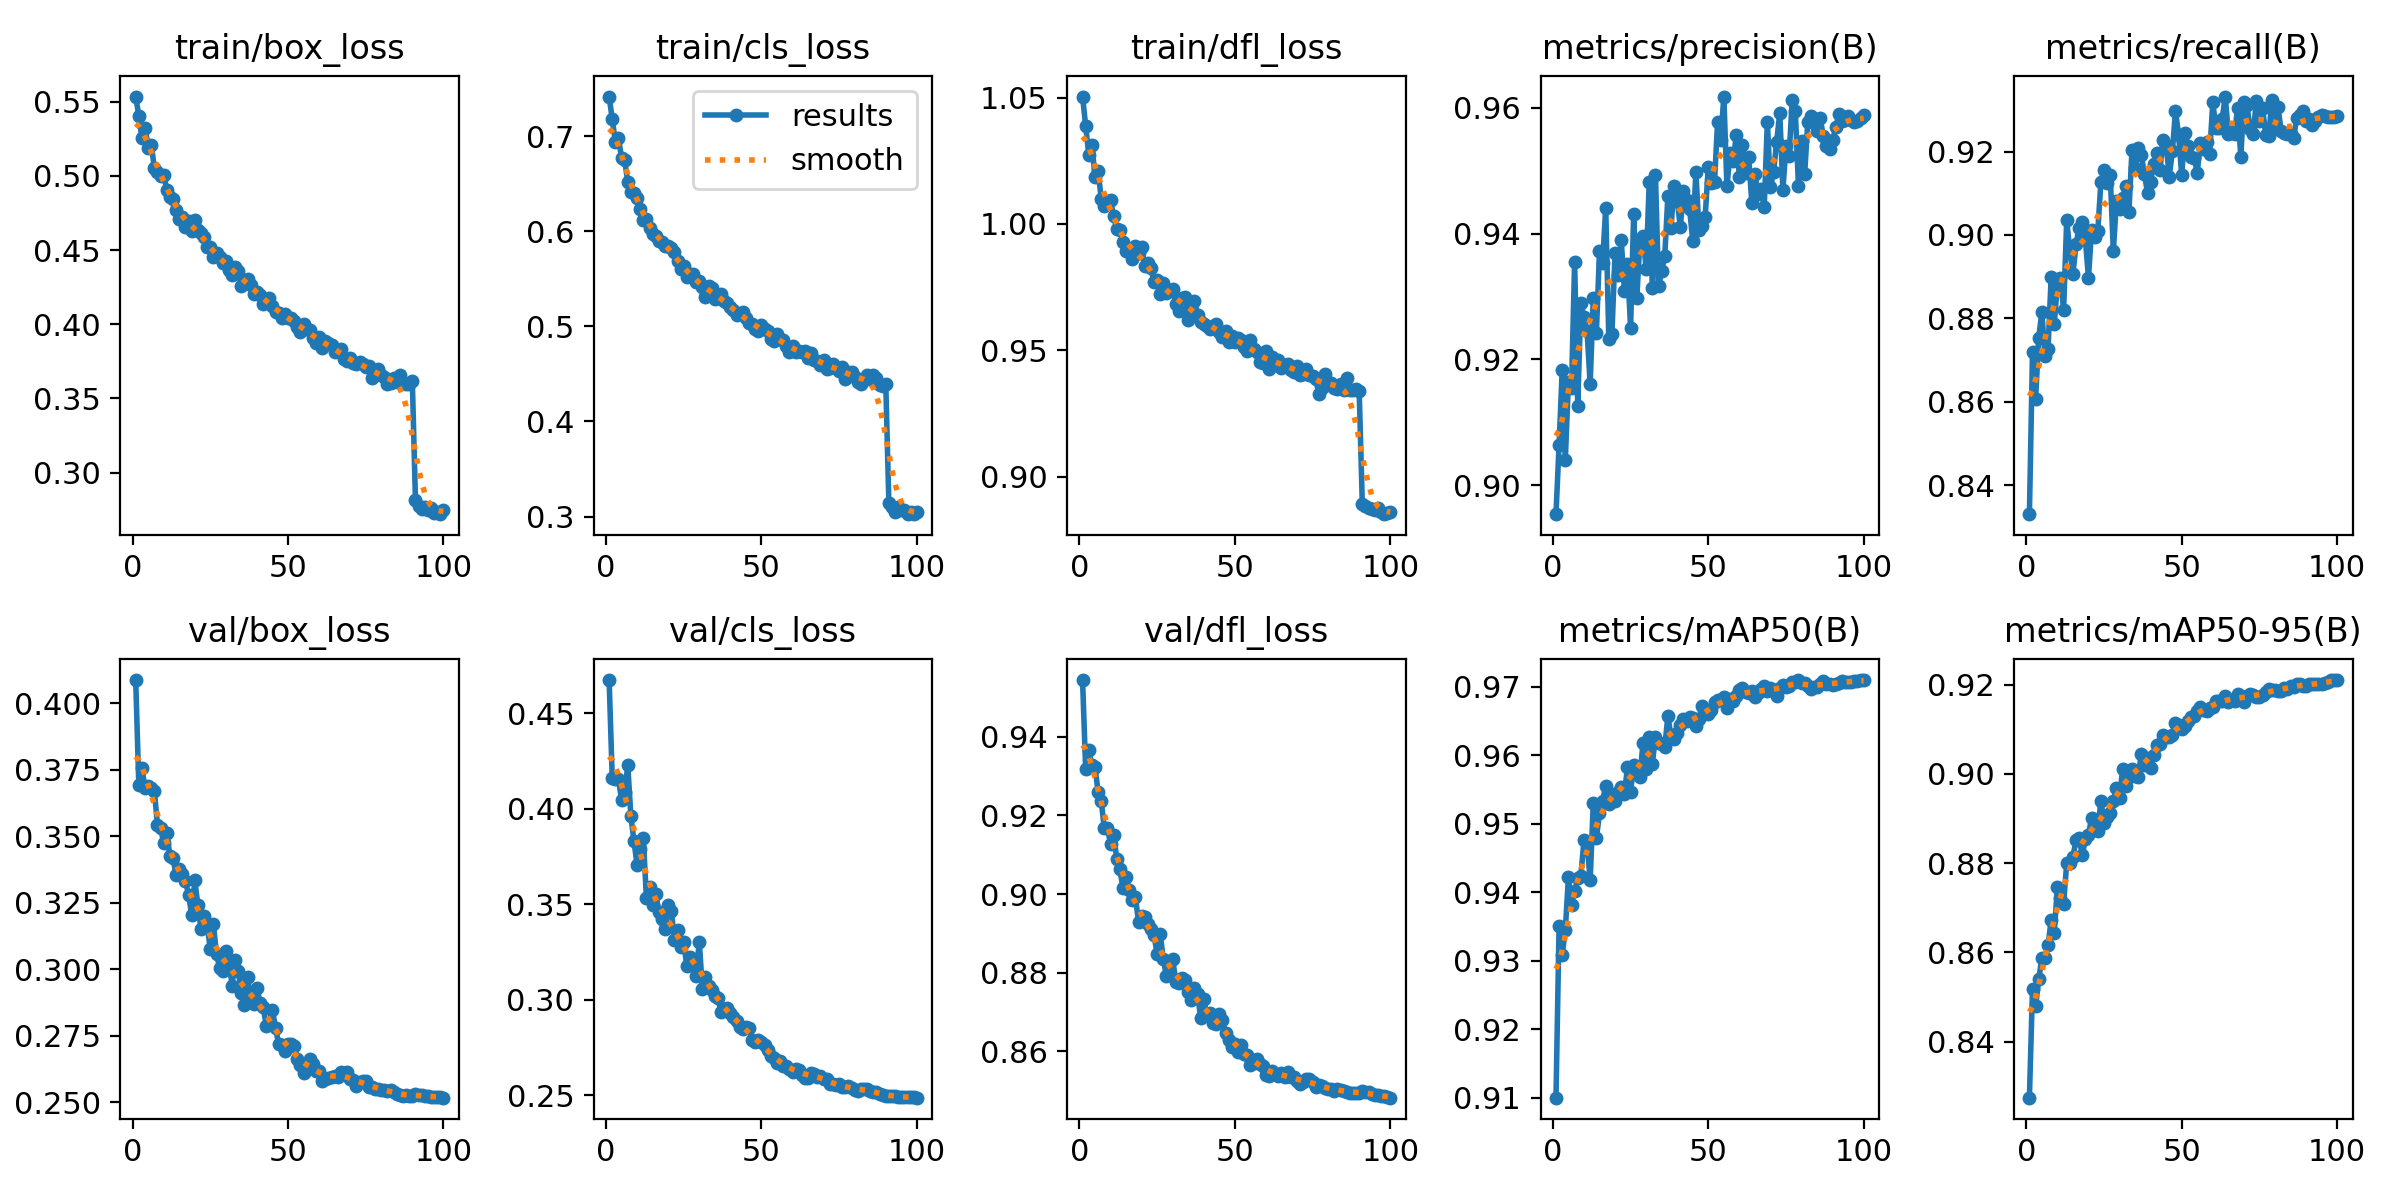 train/box_loss
0.55
0.50
0.45
0.40
0.35
0.30
0 50 100
train/cls_loss
results
smooth
0.7
0.6
0.5
0.4
0.3
0 50 100
train/dfl_loss
1.05
1.00
0.95
0.90
0 50 100
metrics/precision(B)
0.96
0.94
0.92
0.90
0 50 100
metrics/recall(B)
0.92
0.90
0.88
0.86
0.84
0 50 100
val/box_loss
0.400
0.375
0.350
0.325
0.300
0.275
0.250
0 50 100
val/cls_loss
0.45
0.40
0.35
0.30
0.25
0 50 100
val/dfl_loss
0.94
0.92
0.90
0.88
0.86
0 50 100
metrics/mAP50(B)
0.97
0.96
0.95
0.94
0.93
0.92
0.91
0 50 100
metrics/mAP50-95(B)
0.92
0.90
0.88
0.86
0.84
0 50 100